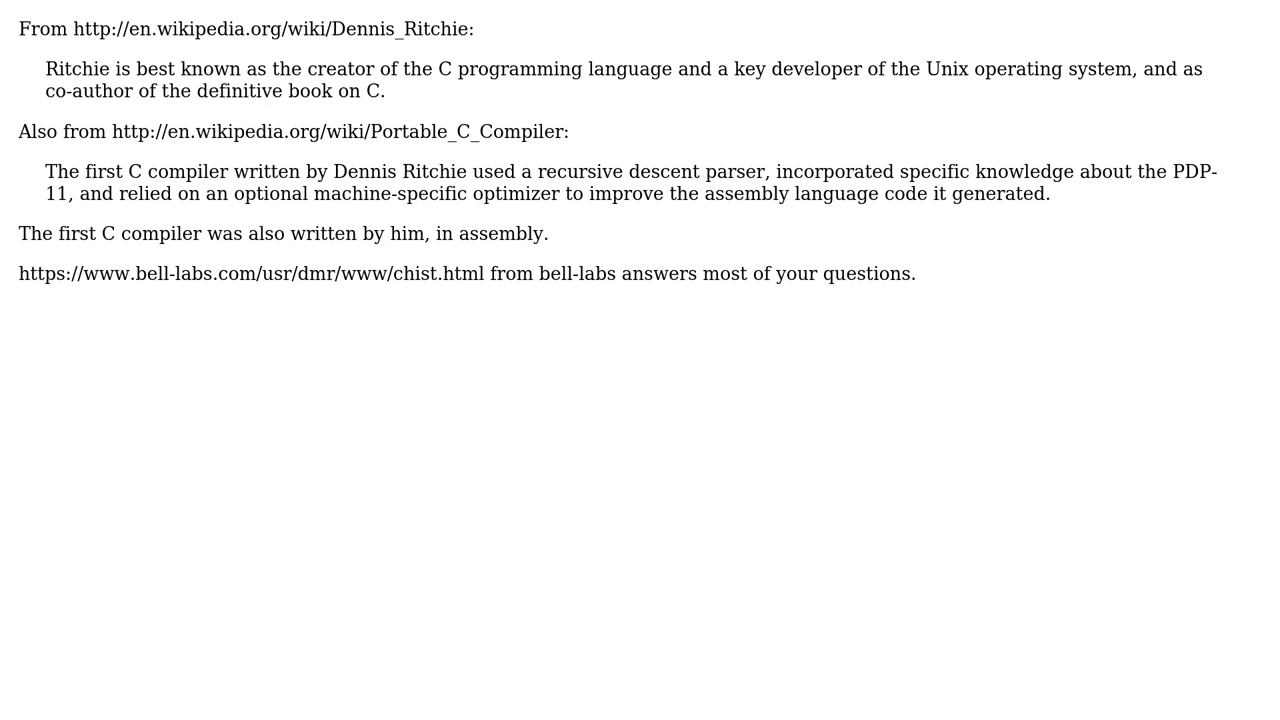 From http://en.wikipedia.org/wiki/Dennis_Ritchie:
Ritchie is best known as the creator of the C programming language and a key developer of the Unix operating system, and as
co-author of the definitive book on C.
Also from http://en.wikipedia.org/wiki/Portable_C_Compiler:
The first C compiler written by Dennis Ritchie used a recursive descent parser, incorporated specific knowledge about the PDP-
11, and relied on an optional machine-specific optimizer to improve the assembly language code it generated.
The first C compiler was also written by him, in assembly.
https://www.bell-labs.com/usr/dmr/www/chist.html from bell-labs answers most of your questions.